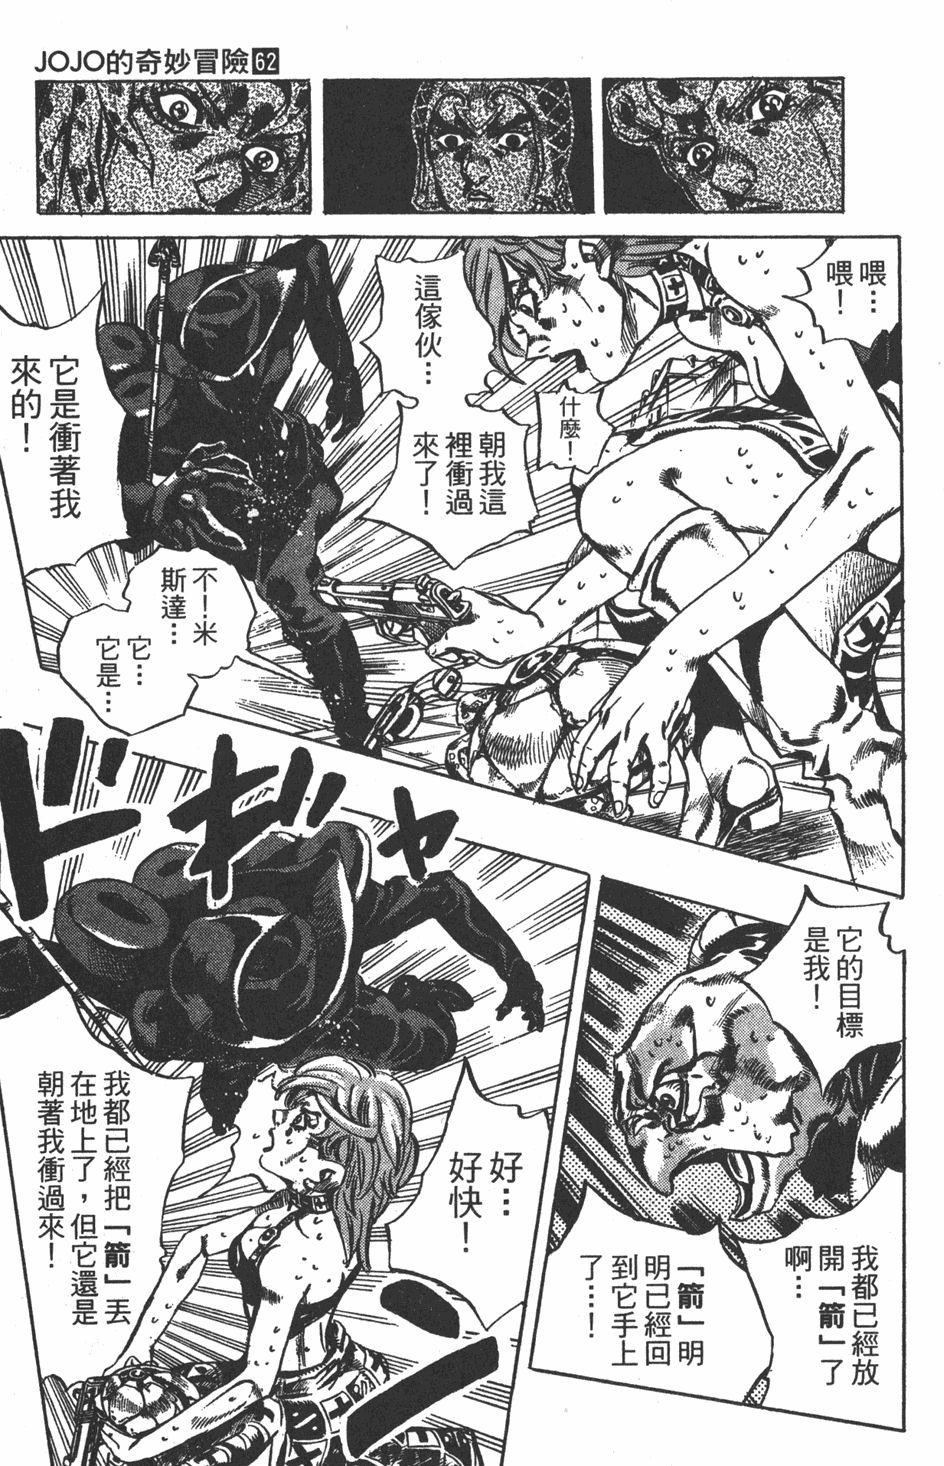 JOJO的奇妙冒險62
喂…
喂！
這傢伙…
朝我這
裡衝過
來了！
什麼！
不！米
斯達…
它…
它是…
它是衝著我
來的！
ドギャ
它的目標
是我！
我都已經放
開「箭」了
啊…
「箭」明
明已經回
到它手上
了…！
好…
好快！
我都已經把「箭」丟
在地上了，但它還是
朝著我衝過來！